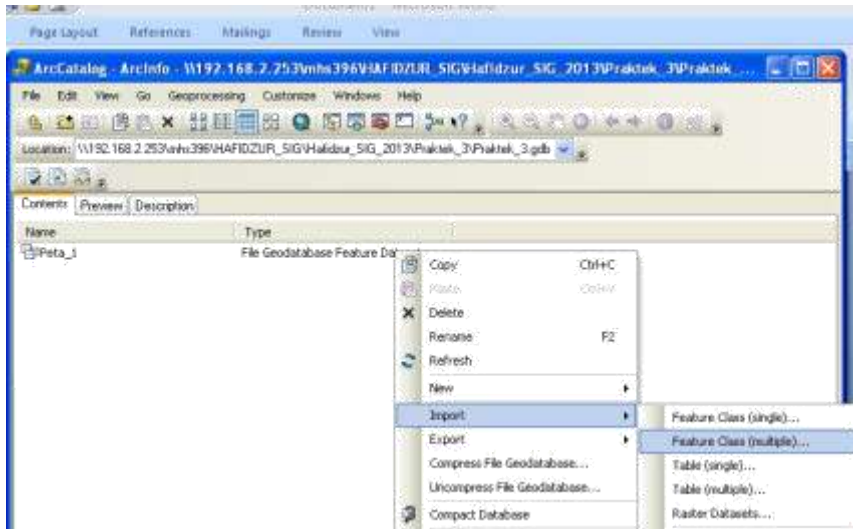 Page Layout References Mailings Review View
ArcCatalog - ArcInfo - \\192.168.2.253\mhs396\HAFIDZUR_SIG\Hafidzur_SIG_2013\Praktek_3\Praktek_...
File Edit View Go Geoprocessing Customize Windows Help
Location: \\192.168.2.253\mhs396\HAFIDZUR_SIG\Hafidzur_SIG_2013\Praktek_3\Praktek_3.gdb
Contents Preview Description
Name Type
Peta_1 File Geodatabase Feature Da
Copy Ctrl+C
Paste Ctrl+V
Delete
Rename F2
Refresh
New
Import
Export
Compress File Geodatabase...
Uncompress File Geodatabase...
Compact Database
Feature Class (single)...
Feature Class (multiple)...
Table (single)...
Table (multiple)...
Raster Datasets...